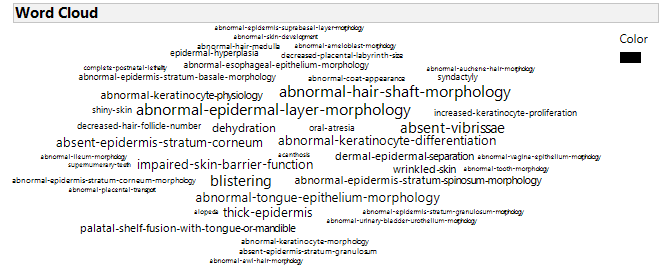 Word Cloud
Color
abnormal-epidermis-suprabasal-layer-morphology
abnormal-skin-development
abnormal-hair-medulla abnormal-ameloblast-morphology
epidermal-hyperplasia decreased-placental-labyrinth-size
complete-postnatal-lethality abnormal-esophageal-epithelium-morphology abnormal-auchene-hair-morphology
abnormal-epidermis-stratum-basale-morphology abnormal-coat-appearance syndactyly
abnormal-keratinocyte-physiology abnormal-hair-shaft-morphology
shiny-skin abnormal-epidermal-layer-morphology increased-keratinocyte-proliferation
decreased-hair-follicle-number dehydration oral-atresia absent-vibrissae
absent-epidermis-stratum-corneum abnormal-keratinocyte-differentiation
abnormal-ileum-morphology acanthosis dermal-epidermal-separation abnormal-vagina-epithelium-morphology
supernumerary-teeth impaired-skin-barrier-function wrinkled-skin abnormal-tooth-morphology
abnormal-epidermis-stratum-corneum-morphology blistering abnormal-epidermis-stratum-spinosum-morphology
abnormal-placental-transport
abnormal-tongue-epithelium-morphology
alopecia thick-epidermis abnormal-epidermis-stratum-granulosum-morphology
abnormal-urinary-bladder-urothelium-morphology
palatal-shelf-fusion-with-tongue-or-mandible
abnormal-keratinocyte-morphology
absent-epidermis-stratum-granulosum
abnormal-awl-hair-morphology